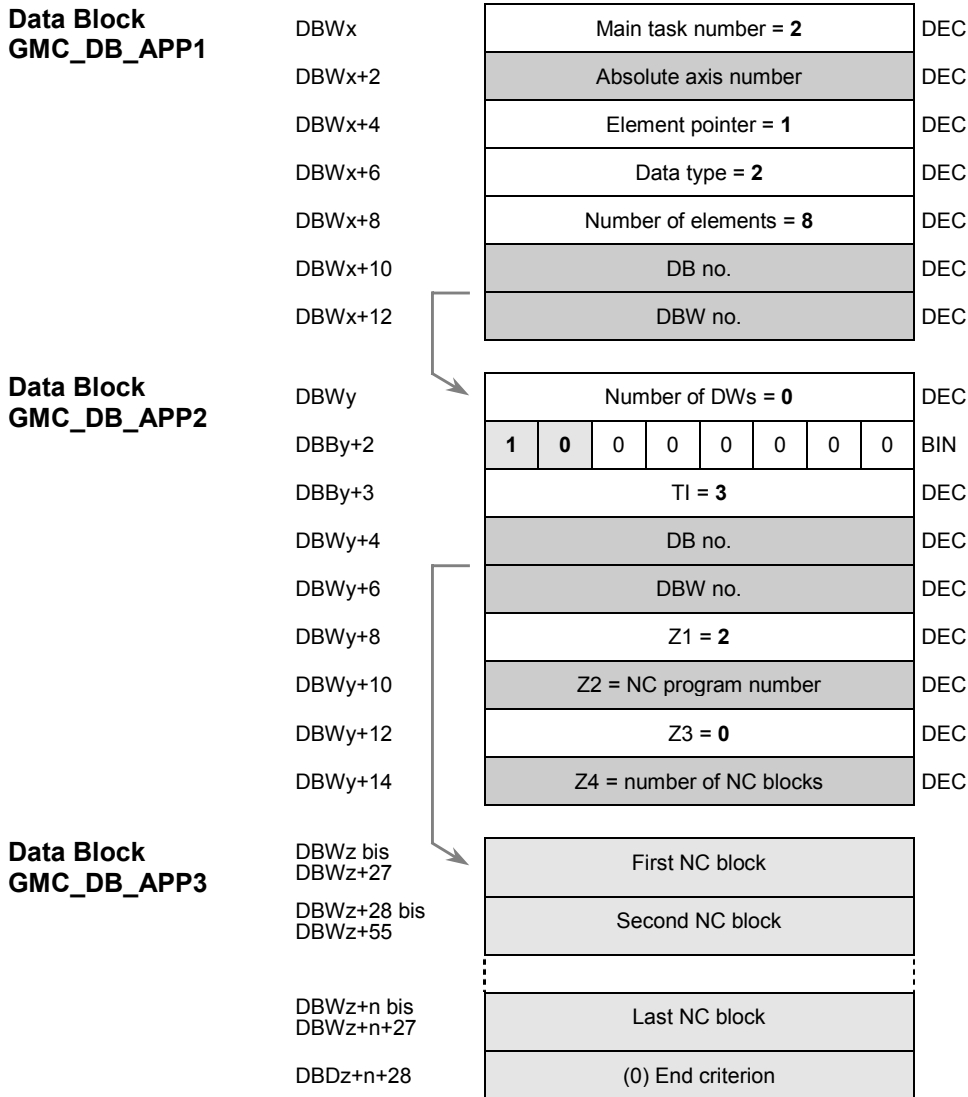 Data Block
GMC_DB_APP1
DBWx Main task number = 2 DEC
DBWx+2 Absolute axis number DEC
DBWx+4 Element pointer = 1 DEC
DBWx+6 Data type = 2 DEC
DBWx+8 Number of elements = 8 DEC
DBWx+10 DB no. DEC
DBWx+12 DBW no. DEC
Data Block
GMC_DB_APP2
DBWy Number of DWs = 0 DEC
DBBy+2 1 0 0 0 0 0 0 0 BIN
DBBy+3 TI = 3 DEC
DBWy+4 DB no. DEC
DBWy+6 DBW no. DEC
DBWy+8 Z1 = 2 DEC
DBWy+10 Z2 = NC program number DEC
DBWy+12 Z3 = 0 DEC
DBWy+14 Z4 = number of NC blocks DEC
Data Block
GMC_DB_APP3
DBWz bis
DBWz+27
First NC block
DBWz+28 bis
DBWz+55
Second NC block
DBWz+n bis
DBWz+n+27
Last NC block
DBDz+n+28 (0) End criterion